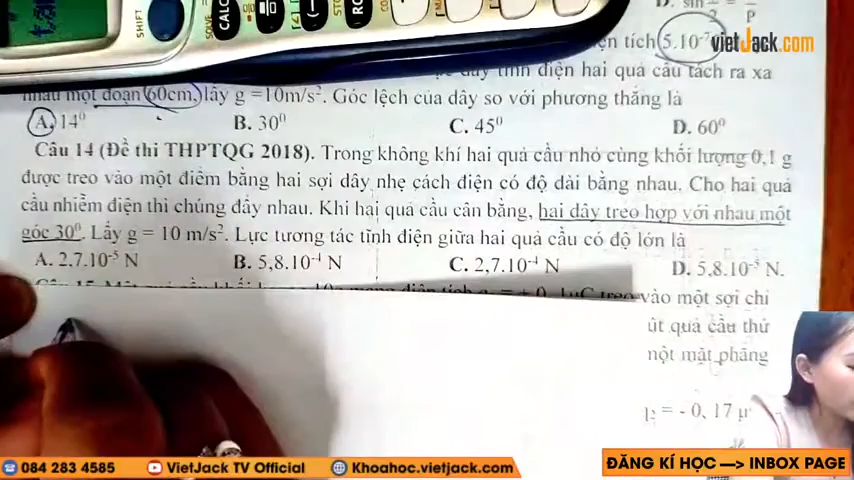 SHIFT
SOLVE
CALC
STO
RCL
D. sin
p
ện tích 5.10⁻⁷
vietJack.com
tĩnh điện hai quả cầu tách ra xa
nhau một đoạn 60cm, lấy g =10m/s². Góc lệch của dây so với phương thẳng là
A. 14⁰ B. 30⁰ C. 45⁰ D. 60⁰
Câu 14 (Đề thi THPTQG 2018). Trong không khí hai quả cầu nhỏ cùng khối lượng 0,1 g
được treo vào một điểm bằng hai sợi dây nhẹ cách điện có độ dài bằng nhau. Cho hai quả
cầu nhiễm điện thì chúng đẩy nhau. Khi hai quả cầu cân bằng, hai dây treo hợp với nhau một
góc 30⁰. Lấy g = 10 m/s². Lực tương tác tĩnh điện giữa hai quả cầu có độ lớn là
A. 2,7.10⁻⁵ N B. 5,8.10⁻⁴ N C. 2,7.10⁻⁴ N D. 5,8.10⁻⁵ N.
vào một sợi chỉ
út quả cầu thứ
một mặt phẳng
= - 0, 17 μ
084 283 4585 VietJack TV Official Khoahoc.vietjack.com
ĐĂNG KÍ HỌC —> INBOX PAGE